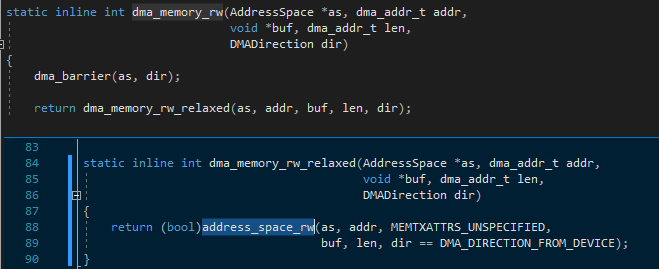 static inline int dma_memory_rw(AddressSpace *as, dma_addr_t addr,
void *buf, dma_addr_t len,
DMADirection dir)
{
dma_barrier(as, dir);
return dma_memory_rw_relaxed(as, addr, buf, len, dir);
83
84 static inline int dma_memory_rw_relaxed(AddressSpace *as, dma_addr_t addr,
85 void *buf, dma_addr_t len,
86 DMADirection dir)
87 {
88 return (bool)address_space_rw(as, addr, MEMTXATTRS_UNSPECIFIED,
89 buf, len, dir == DMA_DIRECTION_FROM_DEVICE);
90 }